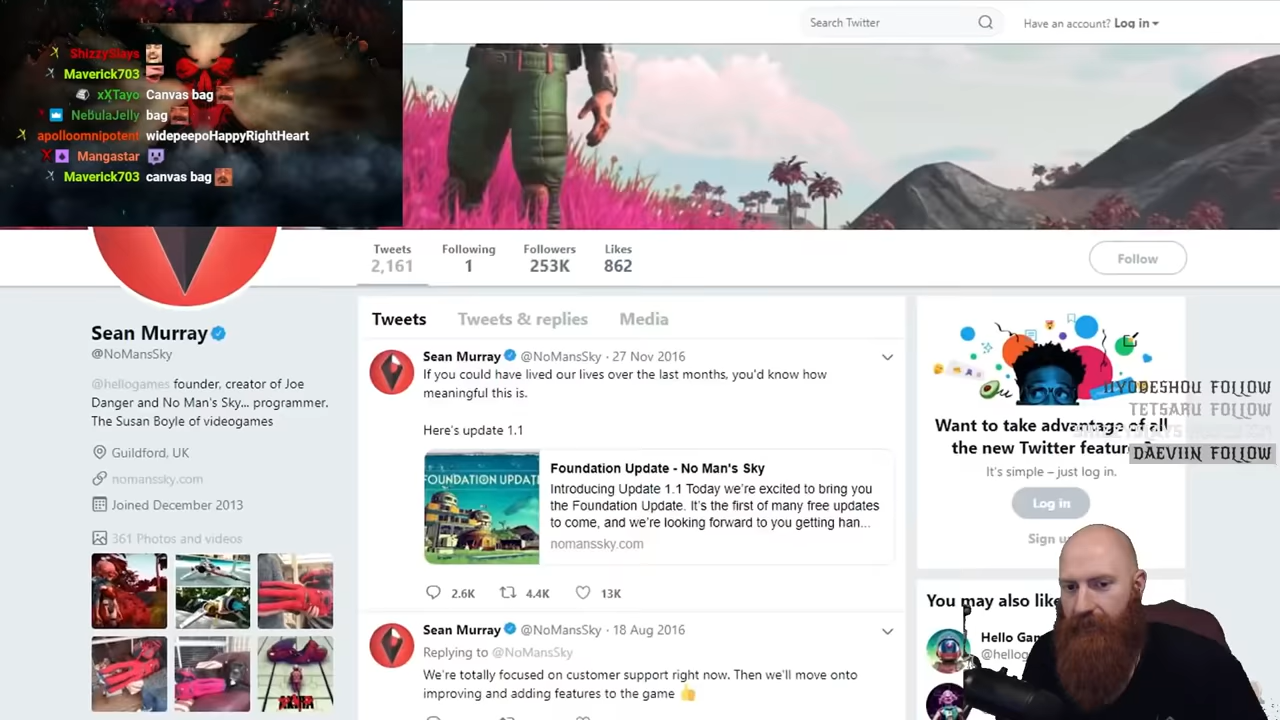 ShizzySlays
Maverick703
xXTayo Canvas bag
NebulaJelly bag
apolloomnipotent widepeepoHappyRightHeart
Mangastar
Maverick703 canvas bag
Search Twitter
Have an account? Log in
Tweets
2,161
Following
1
Followers
253K
Likes
862
Follow
Sean Murray
@NoMansSky
@hellogames founder, creator of Joe
Danger and No Man's Sky... programmer.
The Susan Boyle of videogames
Guildford, UK
nomanssky.com
Joined December 2013
361 Photos and videos
Tweets Tweets & replies Media
Sean Murray @NoMansSky · 27 Nov 2016
If you could have lived our lives over the last months, you'd know how
meaningful this is.
Here's update 1.1
FOUNDATION UPDATE
Foundation Update - No Man's Sky
Introducing Update 1.1 Today we're excited to bring you
the Foundation Update. It's the first of many free updates
to come, and we're looking forward to you getting han...
nomanssky.com
2.6K 4.4K 13K
Sean Murray @NoMansSky · 18 Aug 2016
Replying to @NoMansSky
We're totally focused on customer support right now. Then we'll move onto
improving and adding features to the game 👍
HYODESHOU FOLLOW
TETSARU FOLLOW
DAEVIIN FOLLOW
Want to take advantage of all
the new Twitter
It's simple – just log in.
Log in
Sign
You may also
Hello